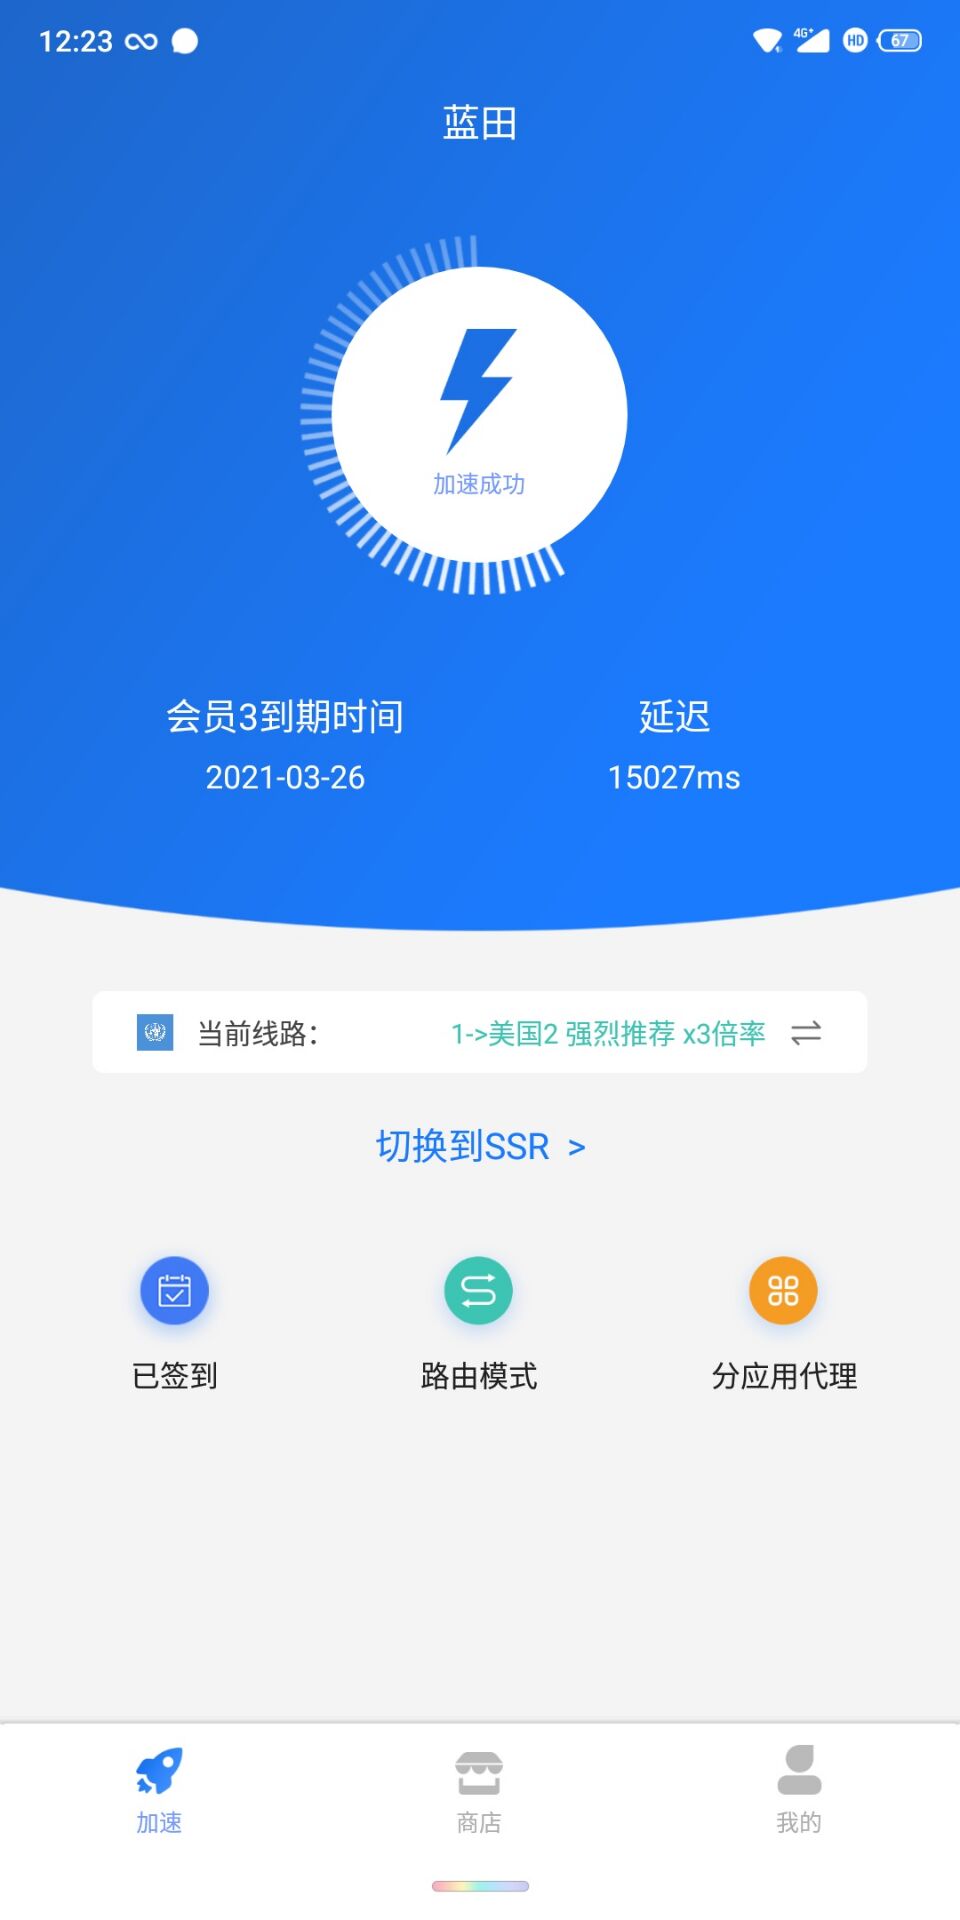 12:23
4G+ HD 67
蓝田
加速成功
会员3到期时间 延迟
2021-03-26 15027ms
当前线路： 1->美国2 强烈推荐 x3倍率
切换到SSR >
已签到 路由模式 分应用代理
加速 商店 我的